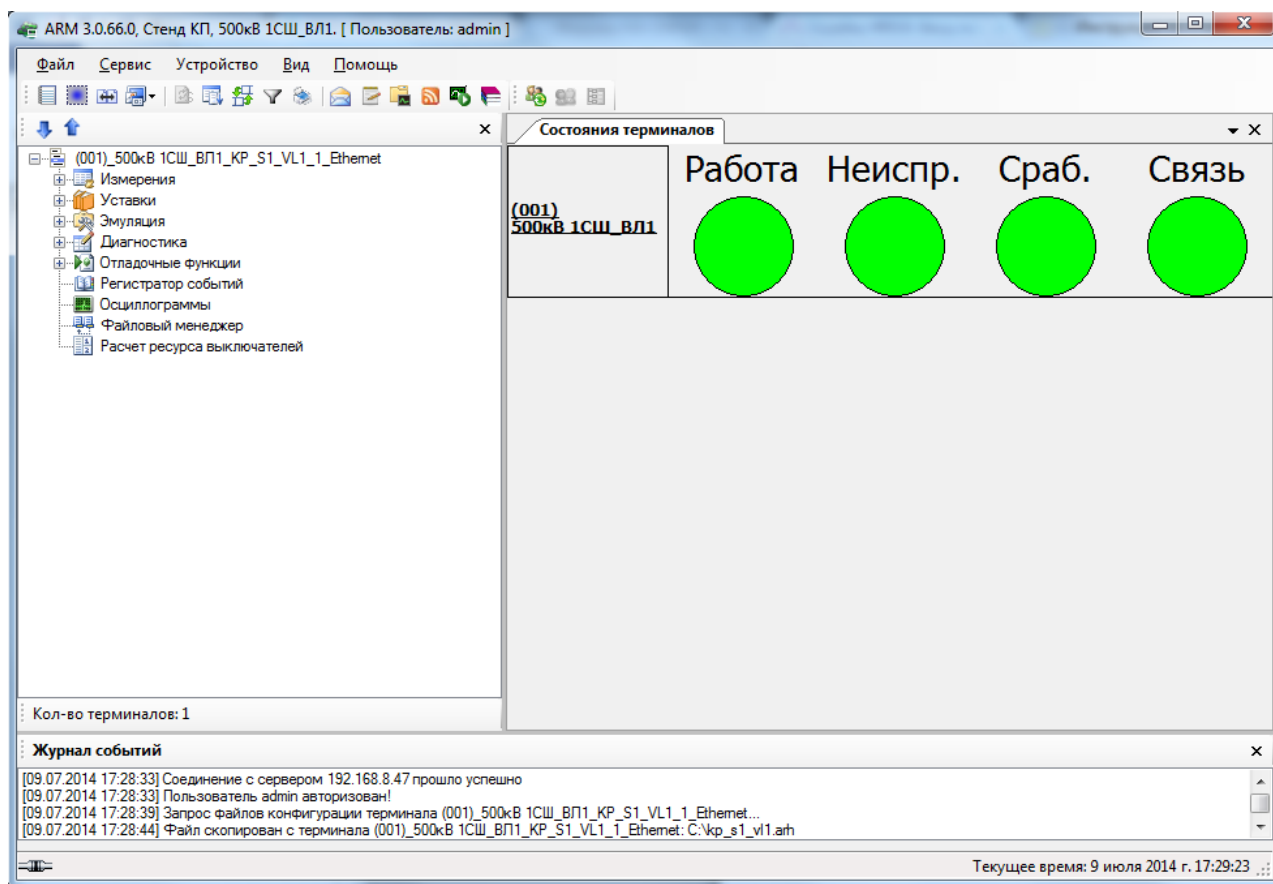 ARM 3.0.66.0, Стенд КП, 500кВ 1СШ_ВЛ1. [ Пользователь: admin ]
Файл Сервис Устройство Вид Помощь
Состояния терминалов
(001)_500кВ 1СШ_ВЛ1_KP_S1_VL1_1_Ethernet
Измерения
Уставки
Эмуляция
Диагностика
Отладочные функции
Регистратор событий
Осциллограммы
Файловый менеджер
Расчет ресурса выключателей
Работа Неиспр. Сраб. Связь
(001)
500кВ 1СШ_ВЛ1
Кол-во терминалов: 1
Журнал событий
[09.07.2014 17:28:33] Соединение с сервером 192.168.8.47 прошло успешно
[09.07.2014 17:28:33] Пользователь admin авторизован!
[09.07.2014 17:28:39] Запрос файлов конфигурации терминала (001)_500кВ 1СШ_ВЛ1_KP_S1_VL1_1_Ethernet...
[09.07.2014 17:28:44] Файл скопирован с терминала (001)_500кВ 1СШ_ВЛ1_KP_S1_VL1_1_Ethernet: C:\kp_s1_vl1.arh
Текущее время: 9 июля 2014 г. 17:29:23